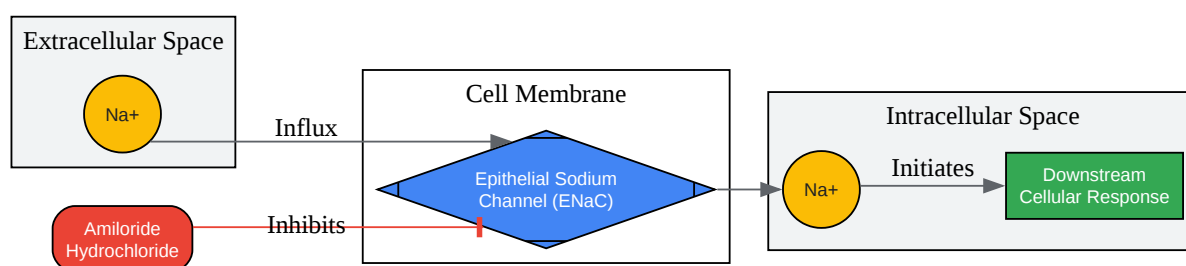 Extracellular Space
Na+
Influx
Amiloride
Hydrochloride
Inhibits
Cell Membrane
Epithelial Sodium
Channel (ENaC)
Intracellular Space
Na+
Initiates
Downstream
Cellular Response